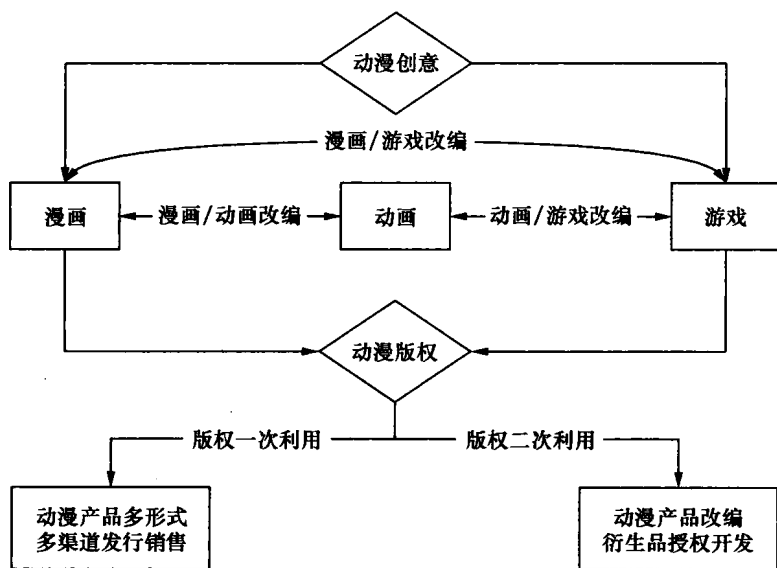 动漫创意
漫画/游戏改编
漫画
漫画/动画改编
动画
动画/游戏改编
游戏
动漫版权
版权一次利用
版权二次利用
动漫产品多形式
多渠道发行销售
动漫产品改编
衍生品授权开发